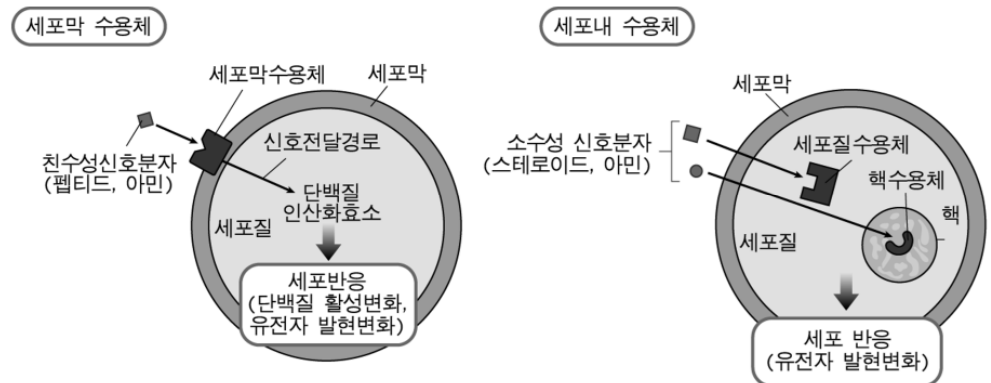 세포막 수용체
세포막수용체
세포막
친수성신호분자
(펩티드, 아민)
신호전달경로
단백질
인산화효소
세포질
세포반응
(단백질 활성변화,
유전자 발현변화)
세포내 수용체
세포막
소수성 신호분자
(스테로이드, 아민)
세포질수용체
핵수용체
핵
세포질
세포 반응
(유전자 발현변화)